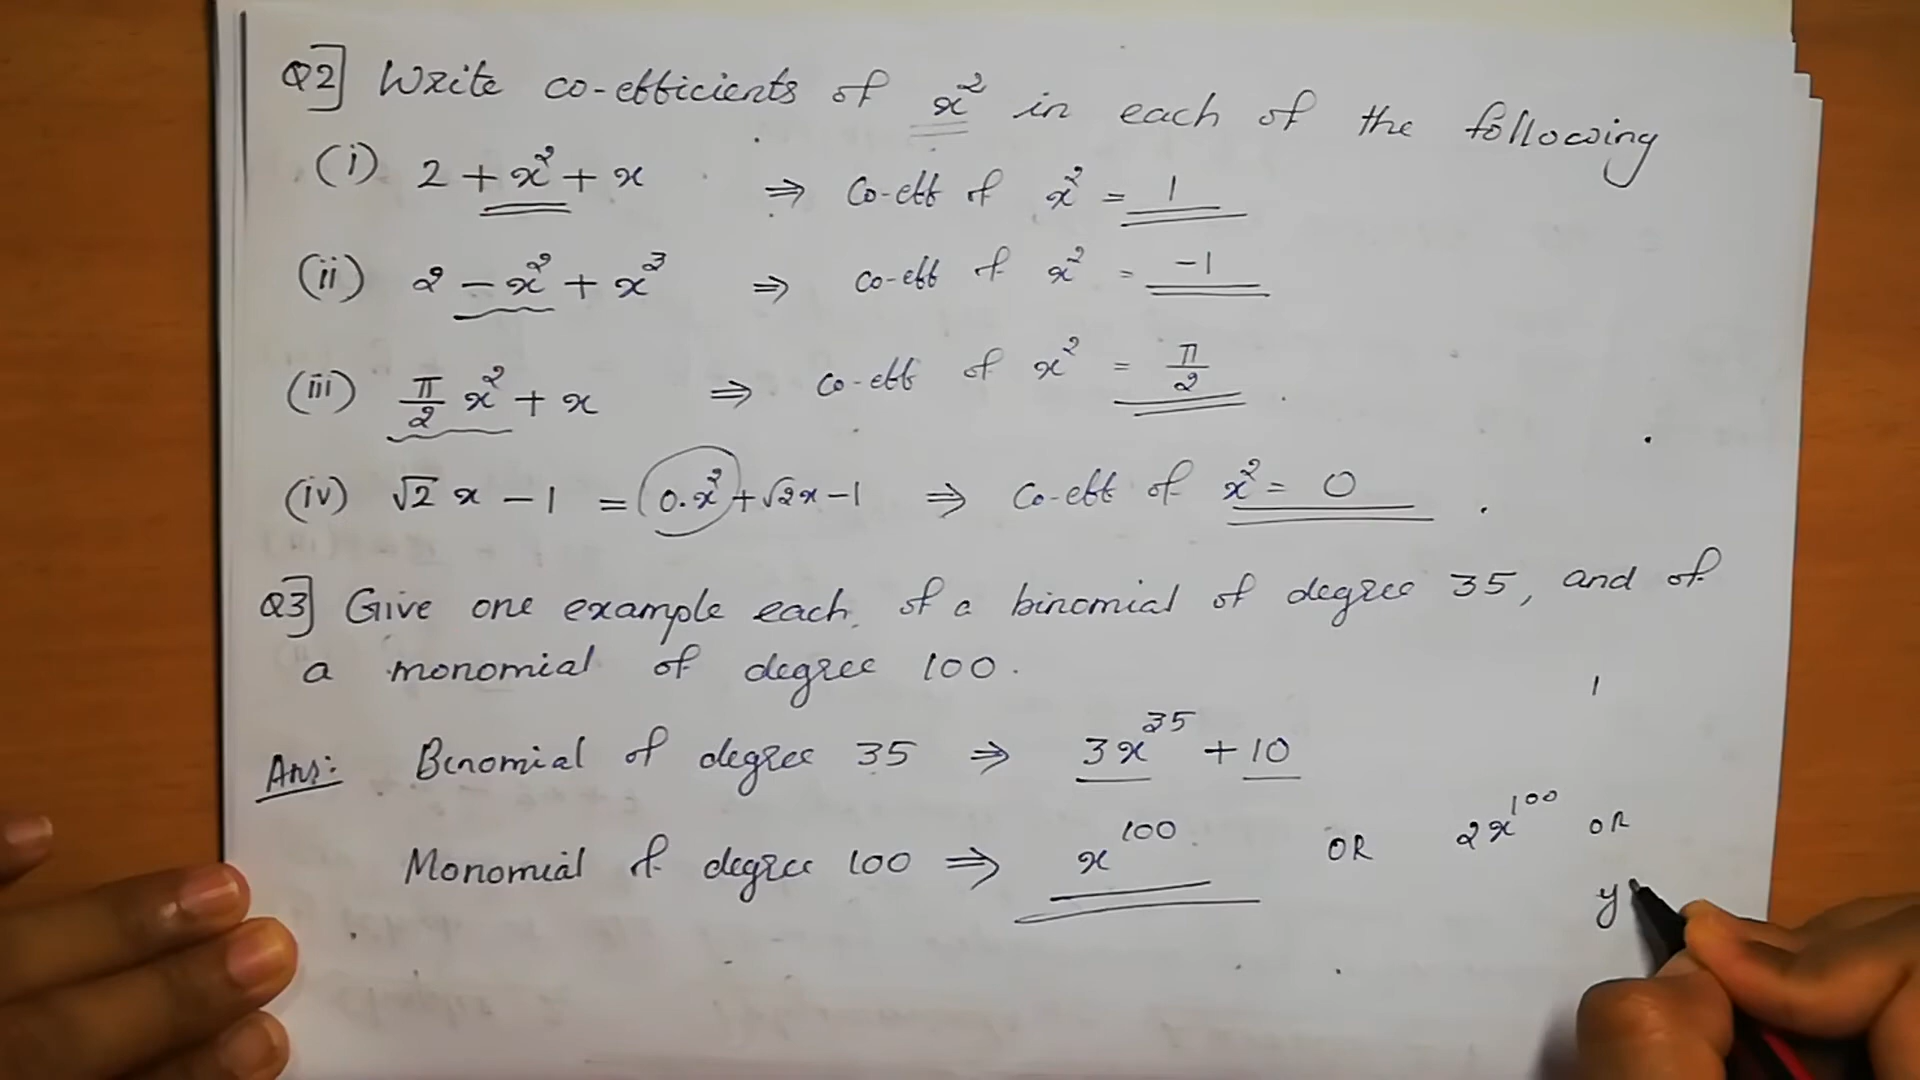 Q2] Write co-efficients of x² in each of the following
(i) 2 + x² + x ⇒ Co-eff of x² = 1
(ii) 2 − x² + x³ ⇒ co-eff of x² = −1
(iii) π/2 x² + x ⇒ co-eff of x² = π/2
(iv) √2 x − 1 = 0.x² + √2x − 1 ⇒ Co-eff of x² = 0
Q3] Give one example each of a binomial of degree 35, and of
a monomial of degree 100.
Ans: Binomial of degree 35 ⇒ 3x³⁵ + 10
Monomial of degree 100 ⇒ x¹⁰⁰ OR 2x¹⁰⁰ OR
y